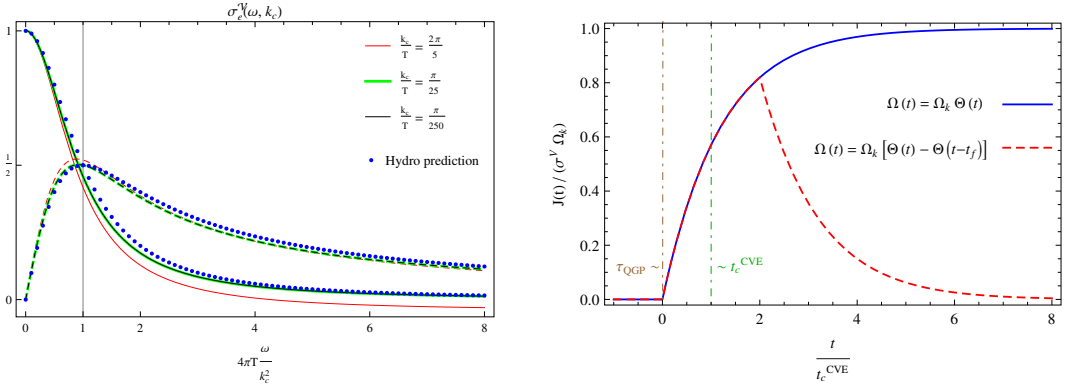 σ_e^𝒱(ω, k_c)
1
1/2
0
k_c/T = 2π/5
k_c/T = π/25
k_c/T = π/250
Hydro prediction
0 1 2 4 6 8
4πT ω/k_c^2
1.0
0.8
0.6
0.4
0.2
0.0
J(t) / (σ^V Ω_k)
Ω (t) = Ω_k Θ (t)
Ω (t) = Ω_k [Θ (t) − Θ (t−t_f)]
τ_QGP ~
~ t_c^CVE
0 2 4 6 8
t/t_c^CVE